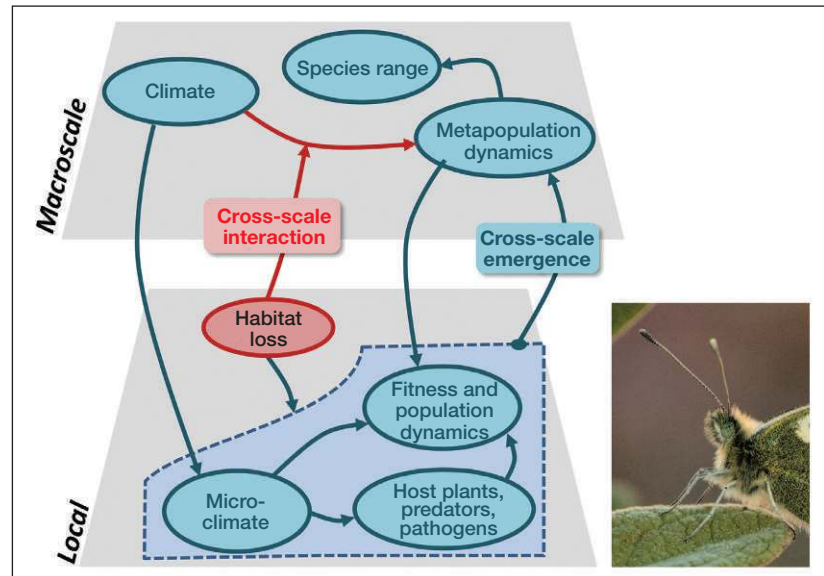 Macroscale
Climate
Species range
Metapopulation
dynamics
Cross-scale
interaction
Cross-scale
emergence
Local
Habitat
loss
Fitness and
population
dynamics
Micro-
climate
Host plants,
predators,
pathogens